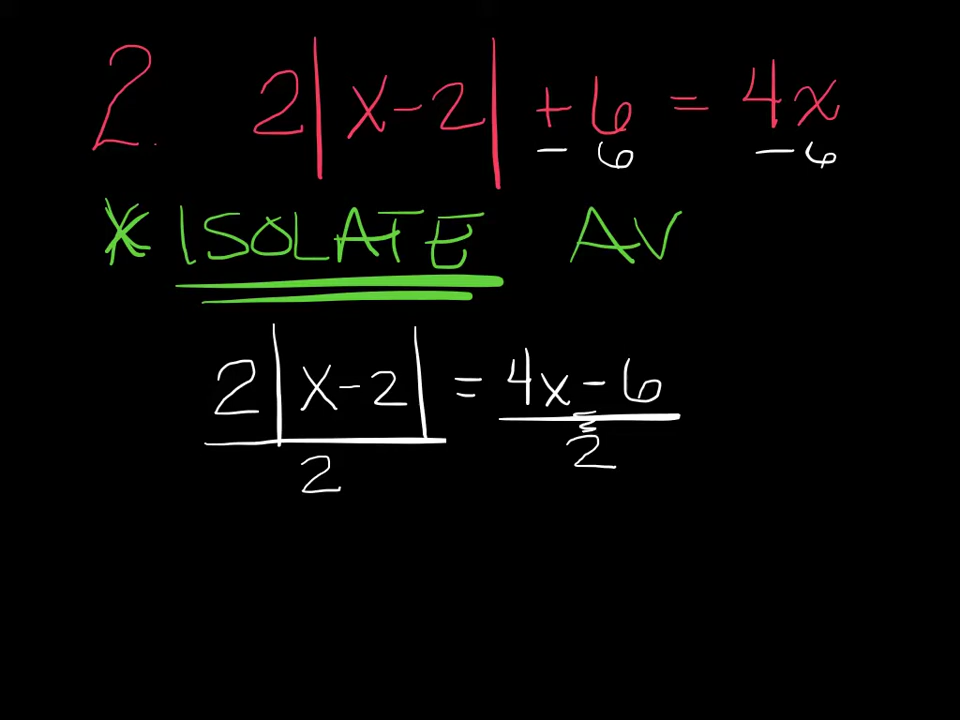 2. 2|x-2| +6 = 4x
- 6 - 6
* ISOLATE AV
2|x-2| = 4x-6
2 2